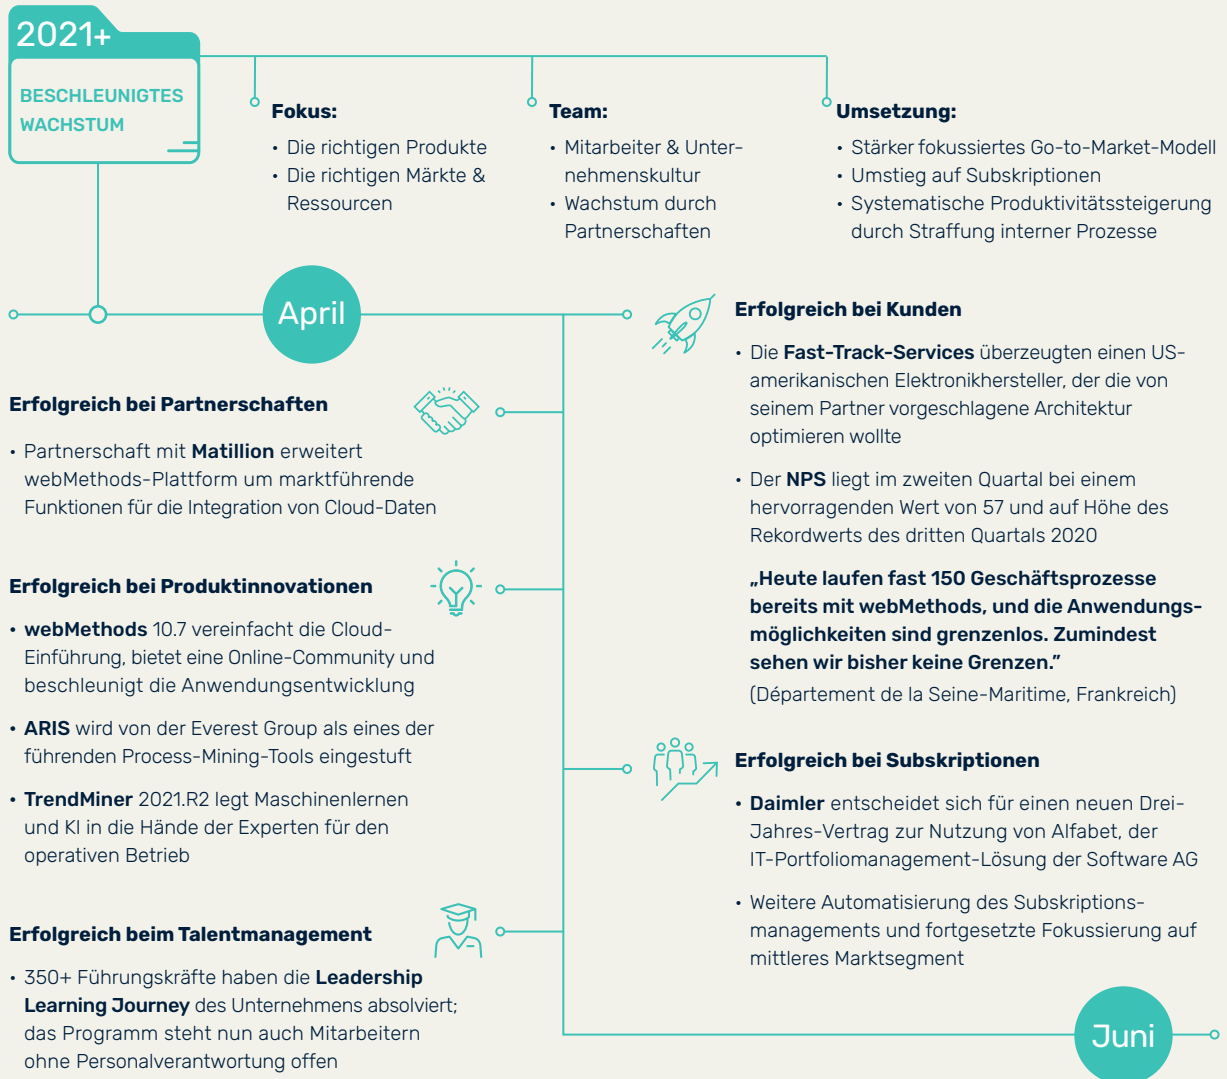 2021+
BESCHLEUNIGTES
WACHSTUM
Fokus:
• Die richtigen Produkte
• Die richtigen Märkte &
Ressourcen
Team:
• Mitarbeiter & Unter-
nehmenskultur
• Wachstum durch
Partnerschaften
Umsetzung:
• Stärker fokussiertes Go-to-Market-Modell
• Umstieg auf Subskriptionen
• Systematische Produktivitätssteigerung
durch Straffung interner Prozesse
April
Erfolgreich bei Partnerschaften
• Partnerschaft mit Matillion erweitert
webMethods-Plattform um marktführende
Funktionen für die Integration von Cloud-Daten
Erfolgreich bei Produktinnovationen
• webMethods 10.7 vereinfacht die Cloud-
Einführung, bietet eine Online-Community und
beschleunigt die Anwendungsentwicklung
• ARIS wird von der Everest Group als eines der
führenden Process-Mining-Tools eingestuft
• TrendMiner 2021.R2 legt Maschinenlernen
und KI in die Hände der Experten für den
operativen Betrieb
Erfolgreich beim Talentmanagement
• 350+ Führungskräfte haben die Leadership
Learning Journey des Unternehmens absolviert;
das Programm steht nun auch Mitarbeitern
ohne Personalverantwortung offen
Erfolgreich bei Kunden
• Die Fast-Track-Services überzeugten einen US-
amerikanischen Elektronikhersteller, der die von
seinem Partner vorgeschlagene Architektur
optimieren wollte
• Der NPS liegt im zweiten Quartal bei einem
hervorragenden Wert von 57 und auf Höhe des
Rekordwerts des dritten Quartals 2020
„Heute laufen fast 150 Geschäftsprozesse
bereits mit webMethods, und die Anwendungs-
möglichkeiten sind grenzenlos. Zumindest
sehen wir bisher keine Grenzen.”
(Département de la Seine-Maritime, Frankreich)
Erfolgreich bei Subskriptionen
• Daimler entscheidet sich für einen neuen Drei-
Jahres-Vertrag zur Nutzung von Alfabet, der
IT-Portfoliomanagement-Lösung der Software AG
• Weitere Automatisierung des Subskriptions-
managements und fortgesetzte Fokussierung auf
mittleres Marktsegment
Juni